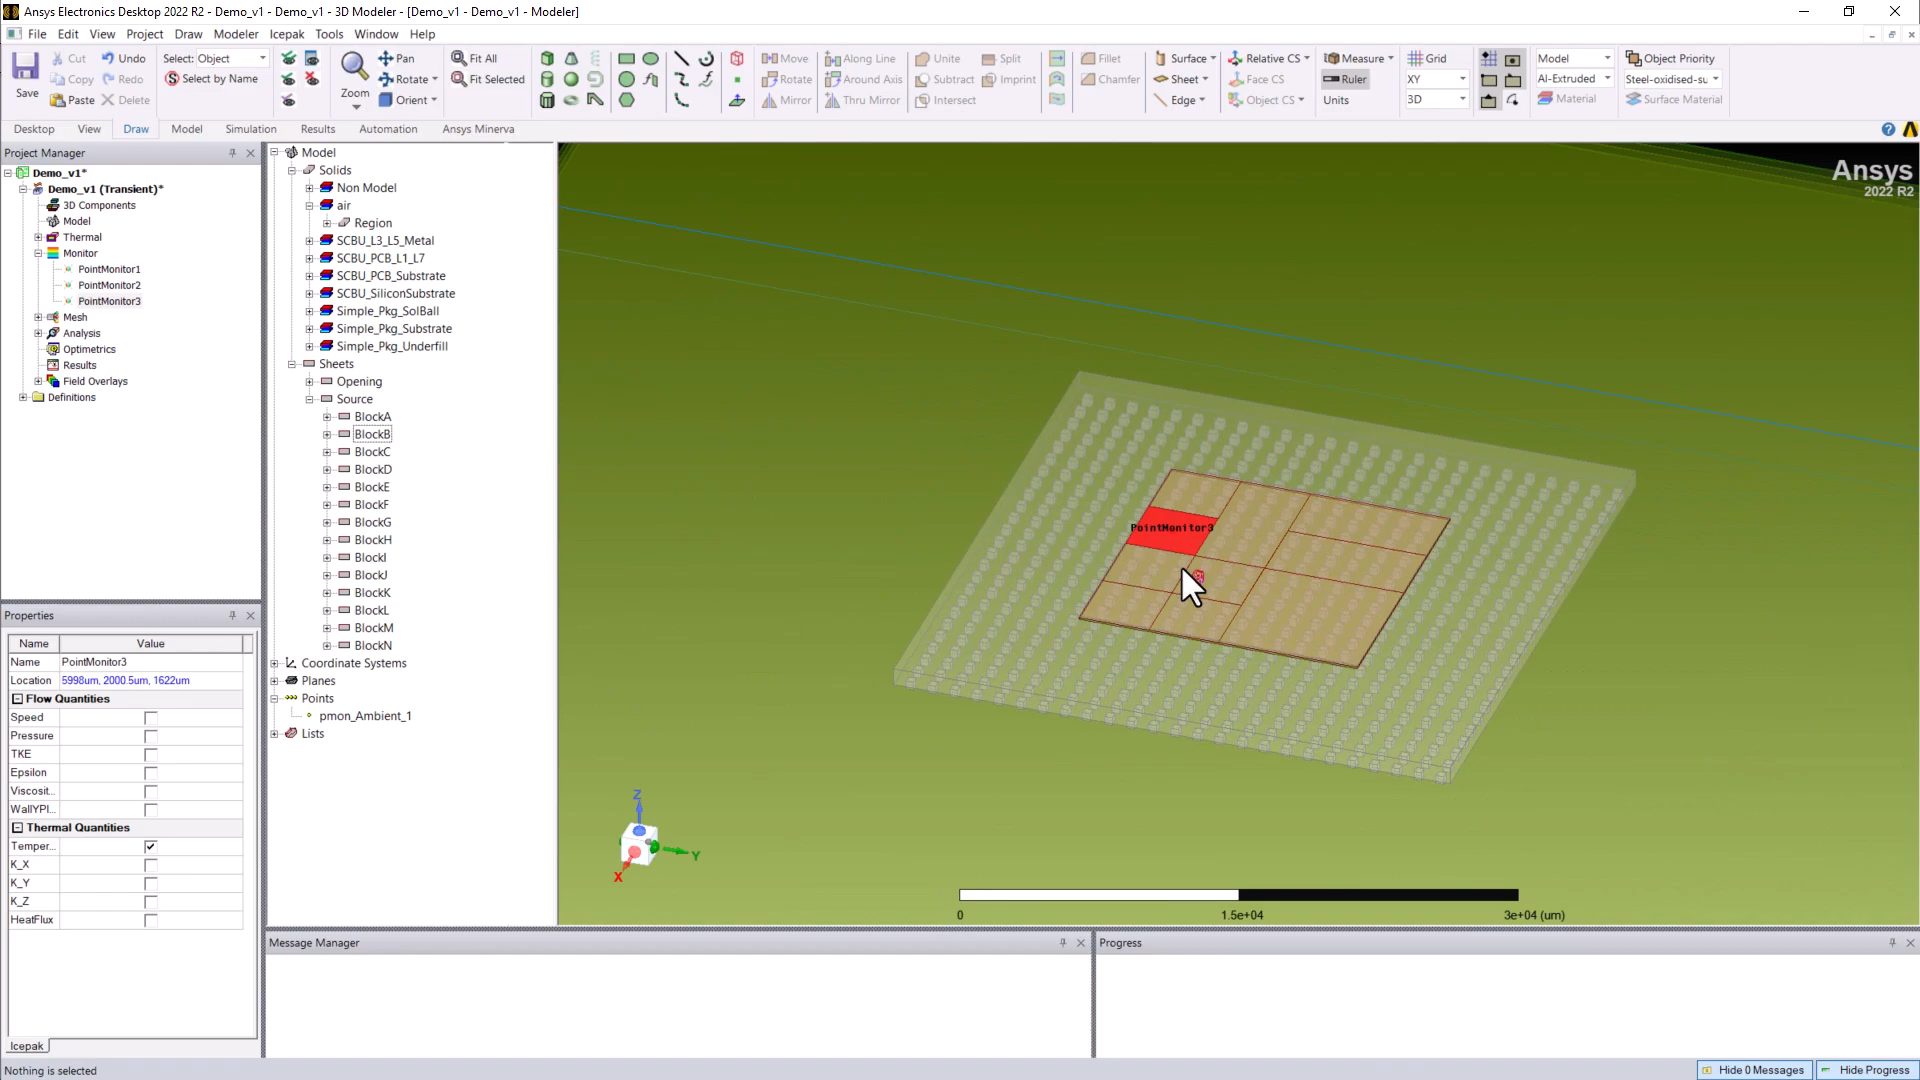 Ansys Electronics Desktop 2022 R2 - Demo_v1 - Demo_v1 - 3D Modeler - [Demo_v1 - Demo_v1 - Modeler]
File Edit View Project Draw Modeler Icepak Tools Window Help
Save Cut Copy Paste Undo Redo Delete Select: Object Select by Name Zoom Pan Rotate Orient Fit All Fit Selected
Move Along Line Unite Split Fillet Surface Relative CS Measure Grid Model Object Priority
Rotate Around Axis Subtract Imprint Chamfer Sheet Face CS Ruler XY Al-Extruded Steel-oxidised-su
Mirror Thru Mirror Intersect Edge Object CS Units 3D Material Surface Material
Desktop View Draw Model Simulation Results Automation Ansys Minerva
Project Manager
Demo_v1*
Demo_v1 (Transient)*
3D Components
Model
Thermal
Monitor
PointMonitor1
PointMonitor2
PointMonitor3
Mesh
Analysis
Optimetrics
Results
Field Overlays
Definitions
Properties
Name Value
Name PointMonitor3
Location 5998um, 2000.5um, 1622um
Flow Quantities
Speed
Pressure
TKE
Epsilon
Viscosit...
WallYPl...
Thermal Quantities
Temper...
K_X
K_Y
K_Z
HeatFlux
Icepak
Model
Solids
Non Model
air
Region
SCBU_L3_L5_Metal
SCBU_PCB_L1_L7
SCBU_PCB_Substrate
SCBU_SiliconSubstrate
Simple_Pkg_SolBall
Simple_Pkg_Substrate
Simple_Pkg_Underfill
Sheets
Opening
Source
BlockA
BlockB
BlockC
BlockD
BlockE
BlockF
BlockG
BlockH
BlockI
BlockJ
BlockK
BlockL
BlockM
BlockN
Coordinate Systems
Planes
Points
pmon_Ambient_1
Lists
Ansys
2022 R2
PointMonitor3
Z
Y
X
0 1.5e+04 3e+04 (um)
Message Manager
Progress
Nothing is selected
Hide 0 Messages
Hide Progress